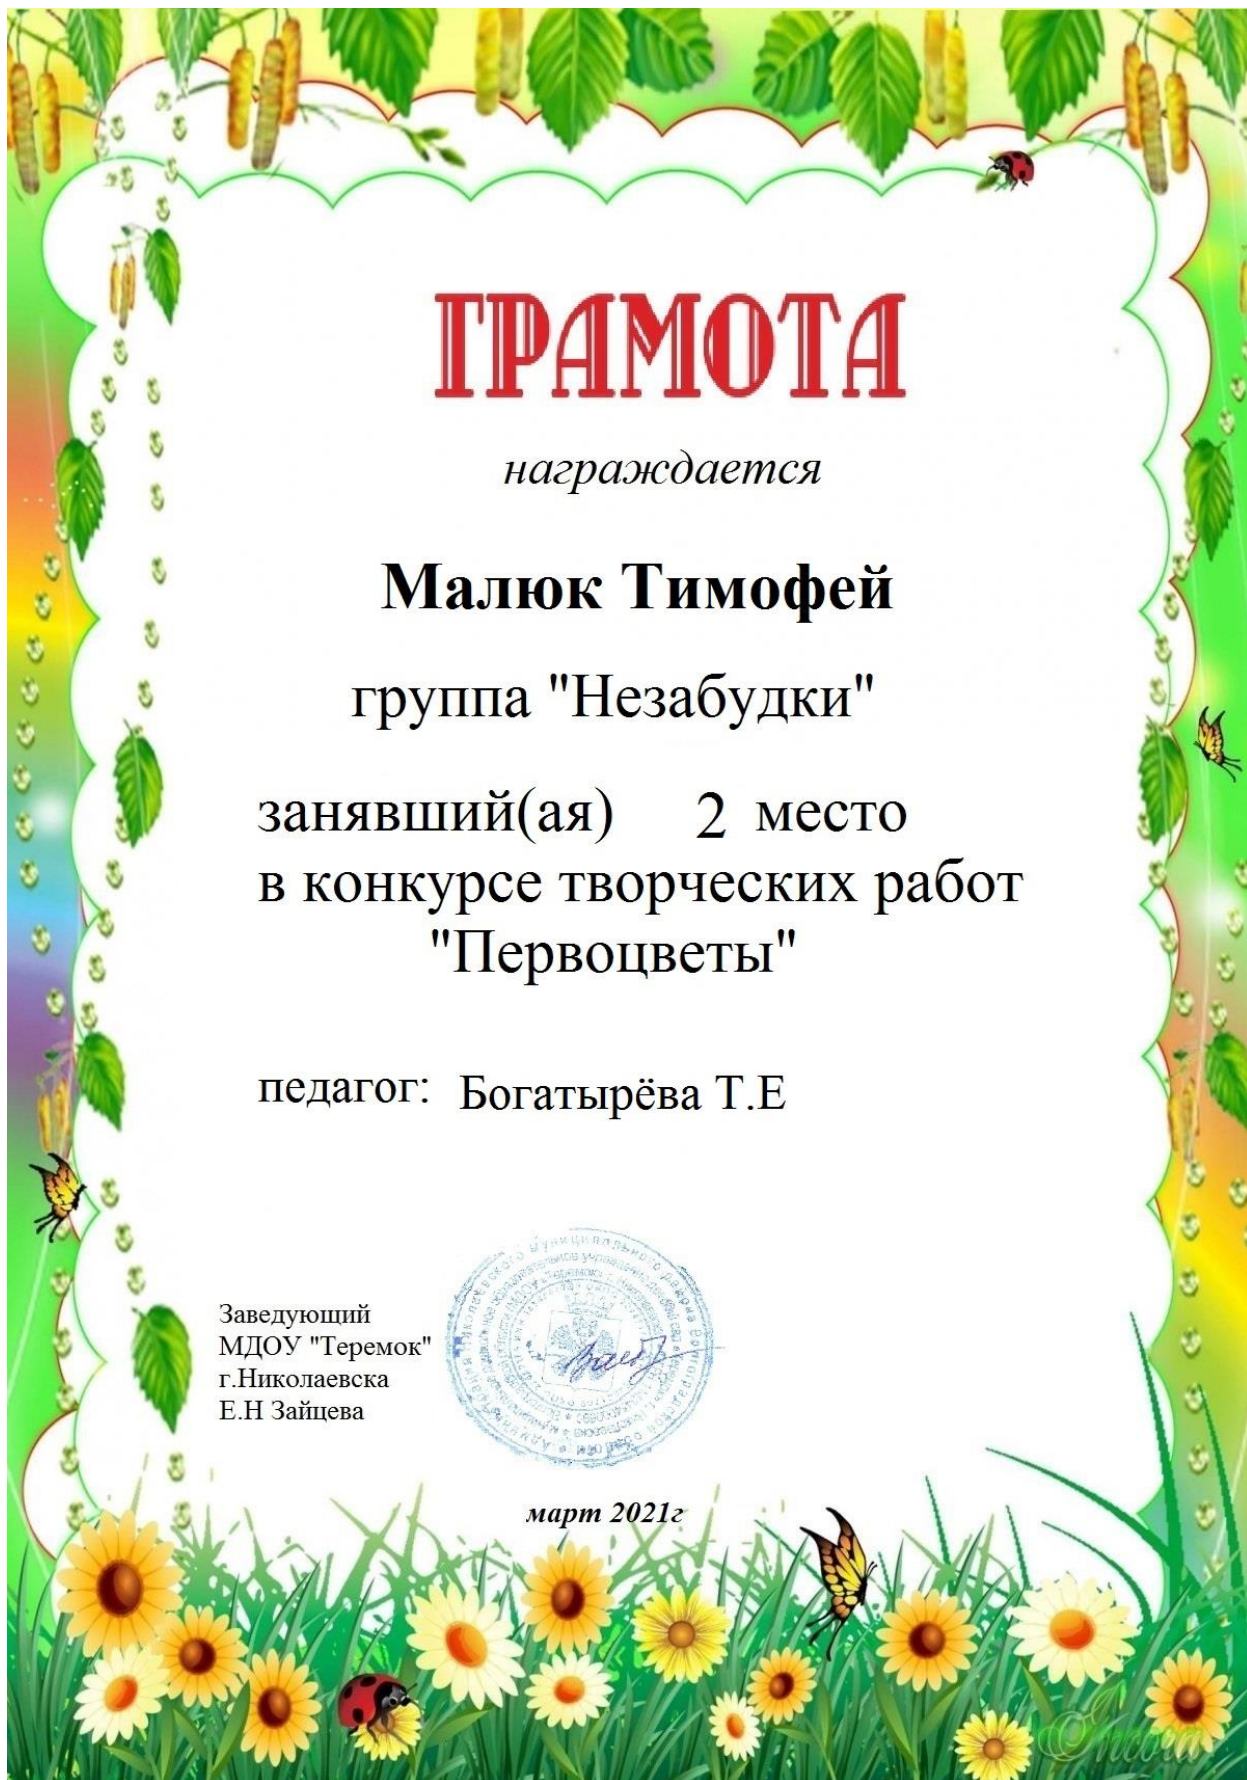 ГРАМОТА
награждается
Малюк Тимофей
группа "Незабудки"
занявший(ая) 2 место
в конкурсе творческих работ
"Первоцветы"
педагог: Богатырёва Т.Е
Заведующий
МДОУ "Теремок"
г.Николаевска
Е.Н Зайцева
март 2021г